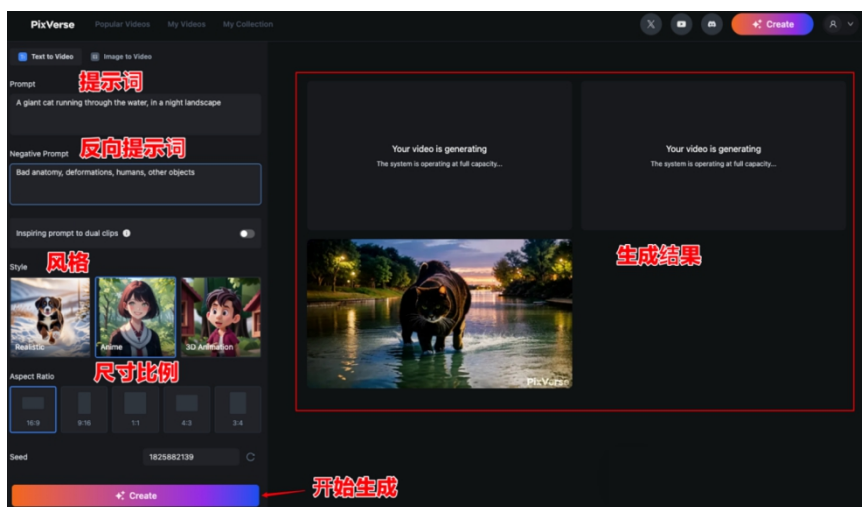 PixVerse Popular Videos My Videos My Collection Create
Text to Video Image to Video
Prompt 提示词
A giant cat running through the water, in a night landscape
Negative Prompt 反向提示词
Bad anatomy, deformations, humans, other objects
Inspiring prompt to dual clips
Style 风格
Realistic Anime 3D Animation
Aspect Ratio 尺寸比例
16:9 9:16 1:1 4:3 3:4
Seed 1825882139
Create 开始生成
Your video is generating
The system is operating at full capacity...
Your video is generating
The system is operating at full capacity...
生成结果
PixVerse